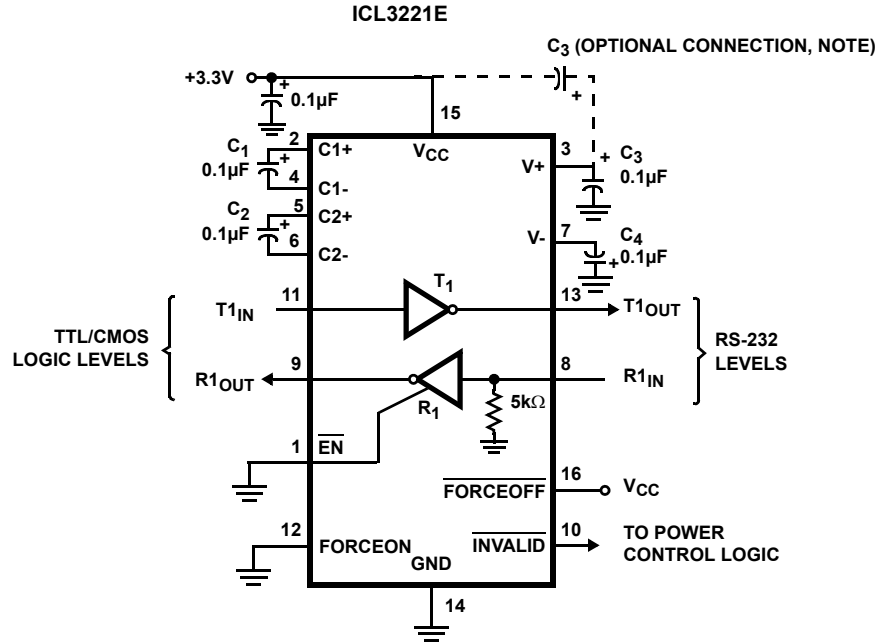 ICL3221E
C3 (OPTIONAL CONNECTION, NOTE)
+3.3V
+
0.1µF
+
15
2
C1+
VCC
3
C1
0.1µF
+
V+
+
C3
0.1µF
4
C1-
5
C2+
C2
0.1µF
+
7
C4
0.1µF
V-
+
6
C2-
T1
T1IN
11
13
T1OUT
TTL/CMOS
LOGIC LEVELS
RS-232
LEVELS
R1OUT
9
8
R1IN
R1
5kΩ
1
EN
16
FORCEOFF
VCC
12
FORCEON
INVALID
10
TO POWER
CONTROL LOGIC
GND
14